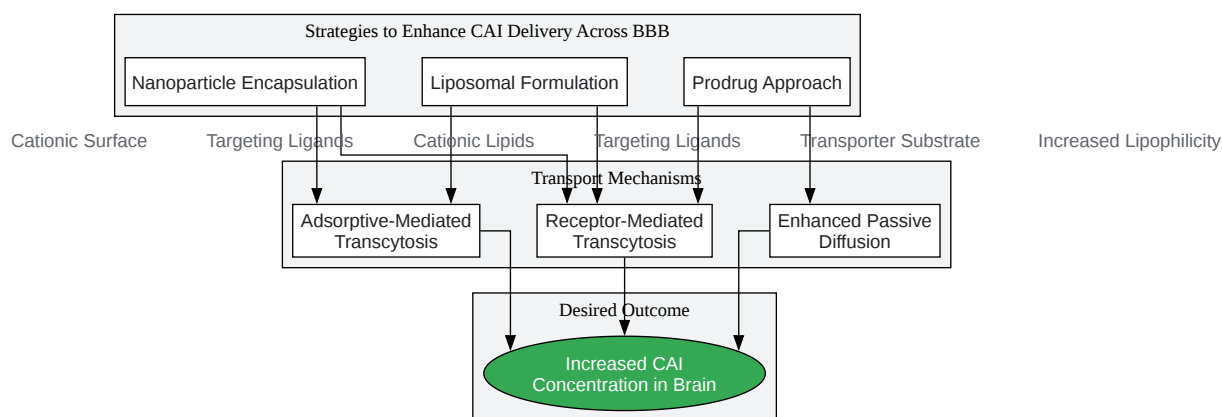 Strategies to Enhance CAI Delivery Across BBB
Nanoparticle Encapsulation
Liposomal Formulation
Prodrug Approach
Cationic Surface
Targeting Ligands
Cationic Lipids
Targeting Ligands
Transporter Substrate
Increased Lipophilicity
Transport Mechanisms
Adsorptive-Mediated
Transcytosis
Receptor-Mediated
Transcytosis
Enhanced Passive
Diffusion
Desired Outcome
Increased CAI
Concentration in Brain